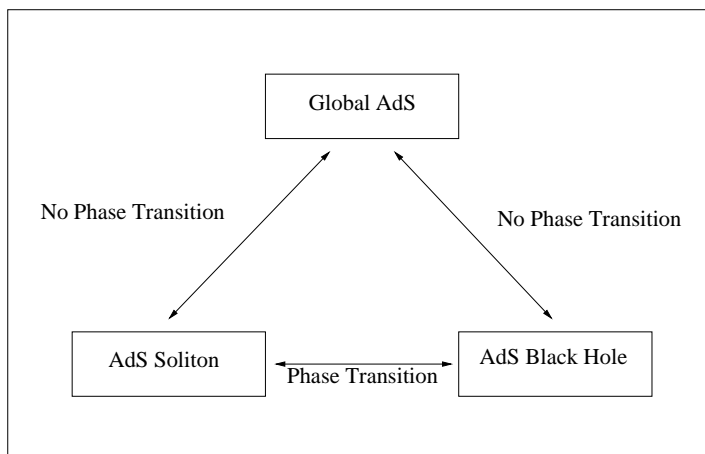 Global AdS
No Phase Transition
No Phase Transition
AdS Soliton
AdS Black Hole
Phase Transition